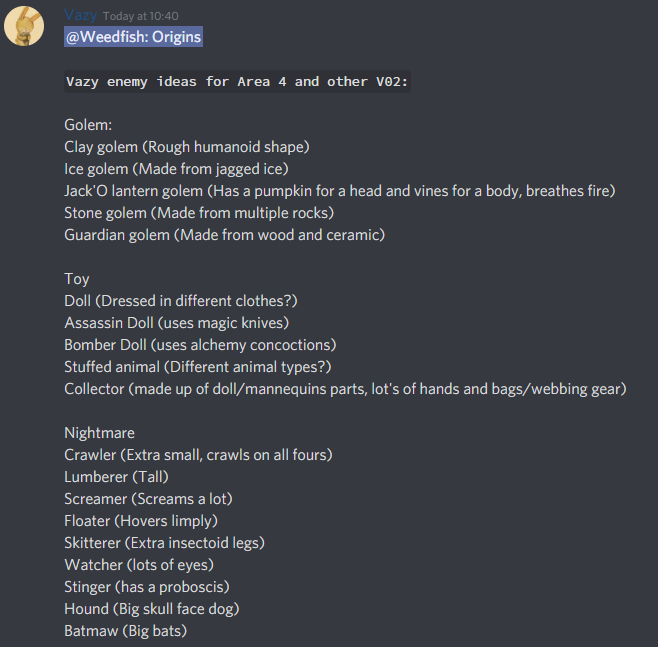 Vazy Today at 10:40
@Weedfish: Origins
Vazy enemy ideas for Area 4 and other V02:
Golem:
Clay golem (Rough humanoid shape)
Ice golem (Made from jagged ice)
Jack'O lantern golem (Has a pumpkin for a head and vines for a body, breathes fire)
Stone golem (Made from multiple rocks)
Guardian golem (Made from wood and ceramic)
Toy
Doll (Dressed in different clothes?)
Assassin Doll (uses magic knives)
Bomber Doll (uses alchemy concoctions)
Stuffed animal (Different animal types?)
Collector (made up of doll/mannequins parts, lot's of hands and bags/webbing gear)
Nightmare
Crawler (Extra small, crawls on all fours)
Lumberer (Tall)
Screamer (Screams a lot)
Floater (Hovers limply)
Skitterer (Extra insectoid legs)
Watcher (lots of eyes)
Stinger (has a proboscis)
Hound (Big skull face dog)
Batmaw (Big bats)